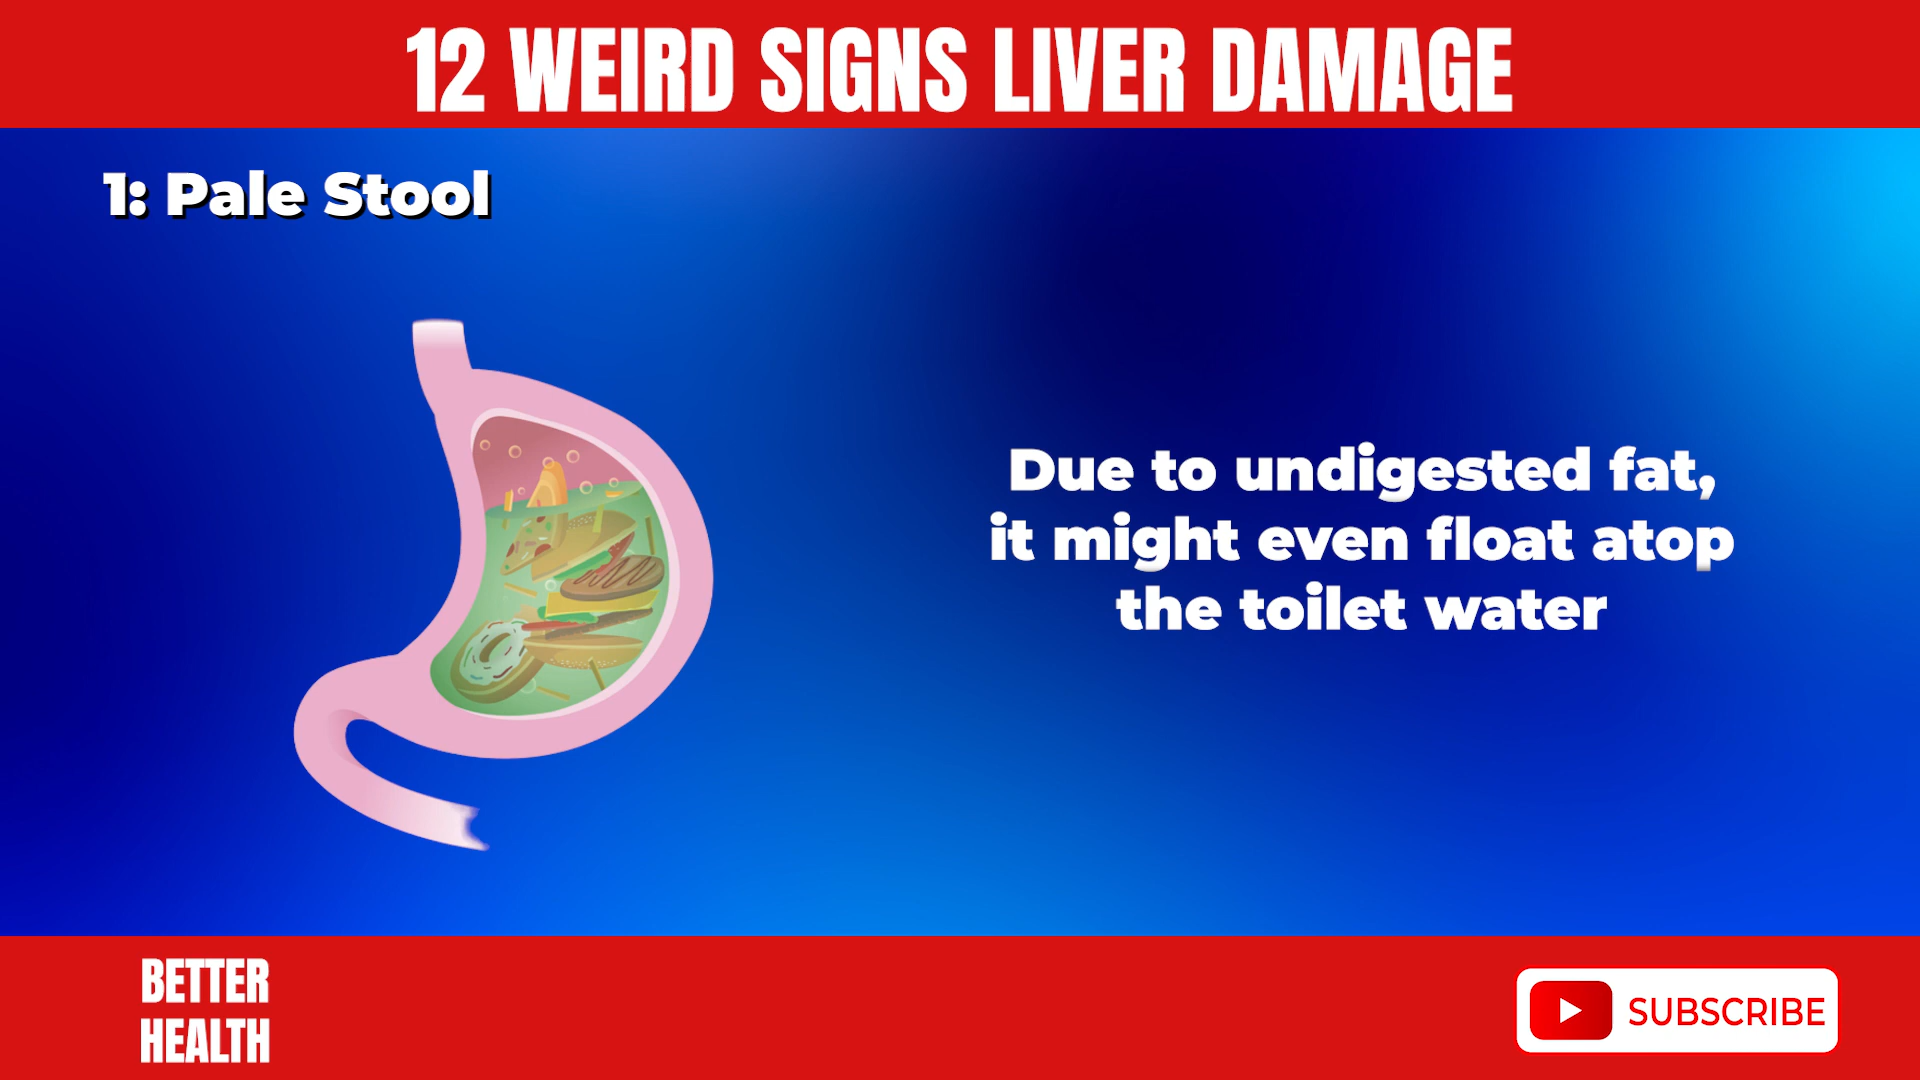 12 WEIRD SIGNS LIVER DAMAGE
1: Pale Stool
Due to undigested fat,
it might even float atop
the toilet water
BETTER
HEALTH
SUBSCRIBE